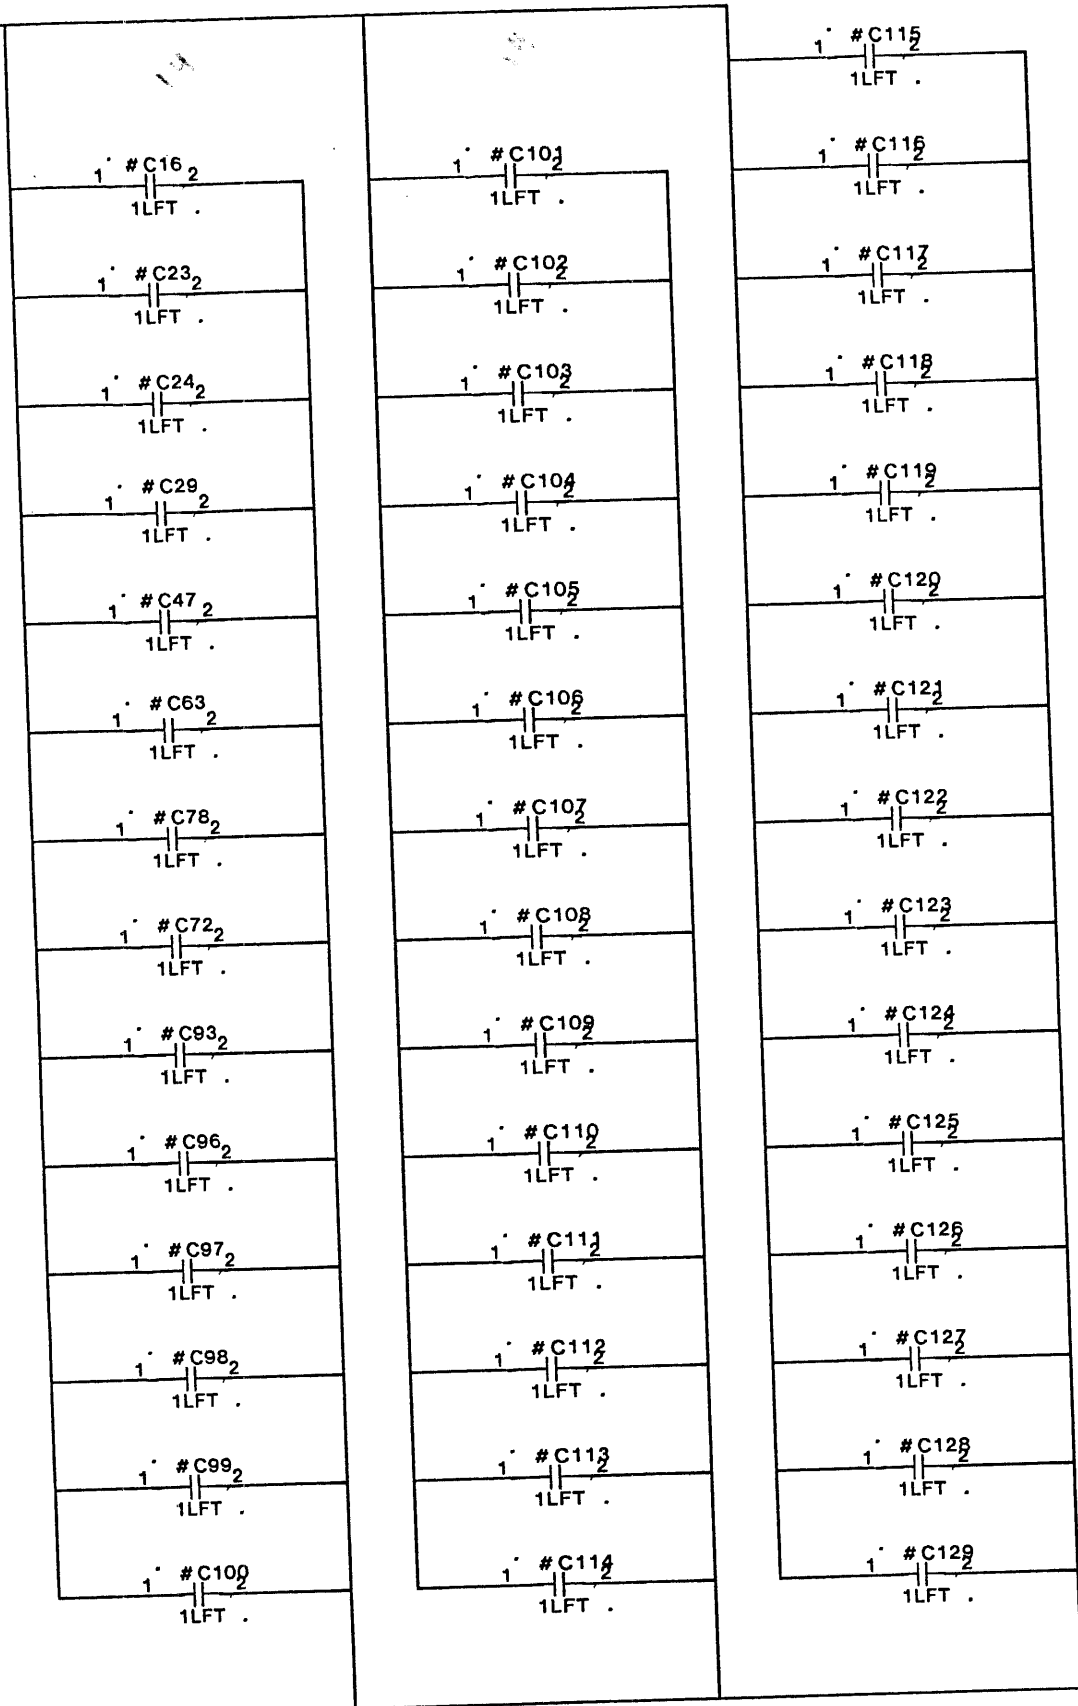 14
#C16
1 2
1LFT .
#C23
1 2
1LFT .
#C24
1 2
1LFT .
#C29
1 2
1LFT .
#C47
1 2
1LFT .
#C63
1 2
1LFT .
#C78
1 2
1LFT .
#C72
1 2
1LFT .
#C93
1 2
1LFT .
#C96
1 2
1LFT .
#C97
1 2
1LFT .
#C98
1 2
1LFT .
#C99
1 2
1LFT .
#C100
1 2
1LFT .
#C101
1 2
1LFT .
#C102
1 2
1LFT .
#C103
1 2
1LFT .
#C104
1 2
1LFT .
#C105
1 2
1LFT .
#C106
1 2
1LFT .
#C107
1 2
1LFT .
#C108
1 2
1LFT .
#C109
1 2
1LFT .
#C110
1 2
1LFT .
#C111
1 2
1LFT .
#C112
1 2
1LFT .
#C113
1 2
1LFT .
#C114
1 2
1LFT .
#C115
1 2
1LFT .
#C116
1 2
1LFT .
#C117
1 2
1LFT .
#C118
1 2
1LFT .
#C119
1 2
1LFT .
#C120
1 2
1LFT .
#C121
1 2
1LFT .
#C122
1 2
1LFT .
#C123
1 2
1LFT .
#C124
1 2
1LFT .
#C125
1 2
1LFT .
#C126
1 2
1LFT .
#C127
1 2
1LFT .
#C128
1 2
1LFT .
#C129
1 2
1LFT .